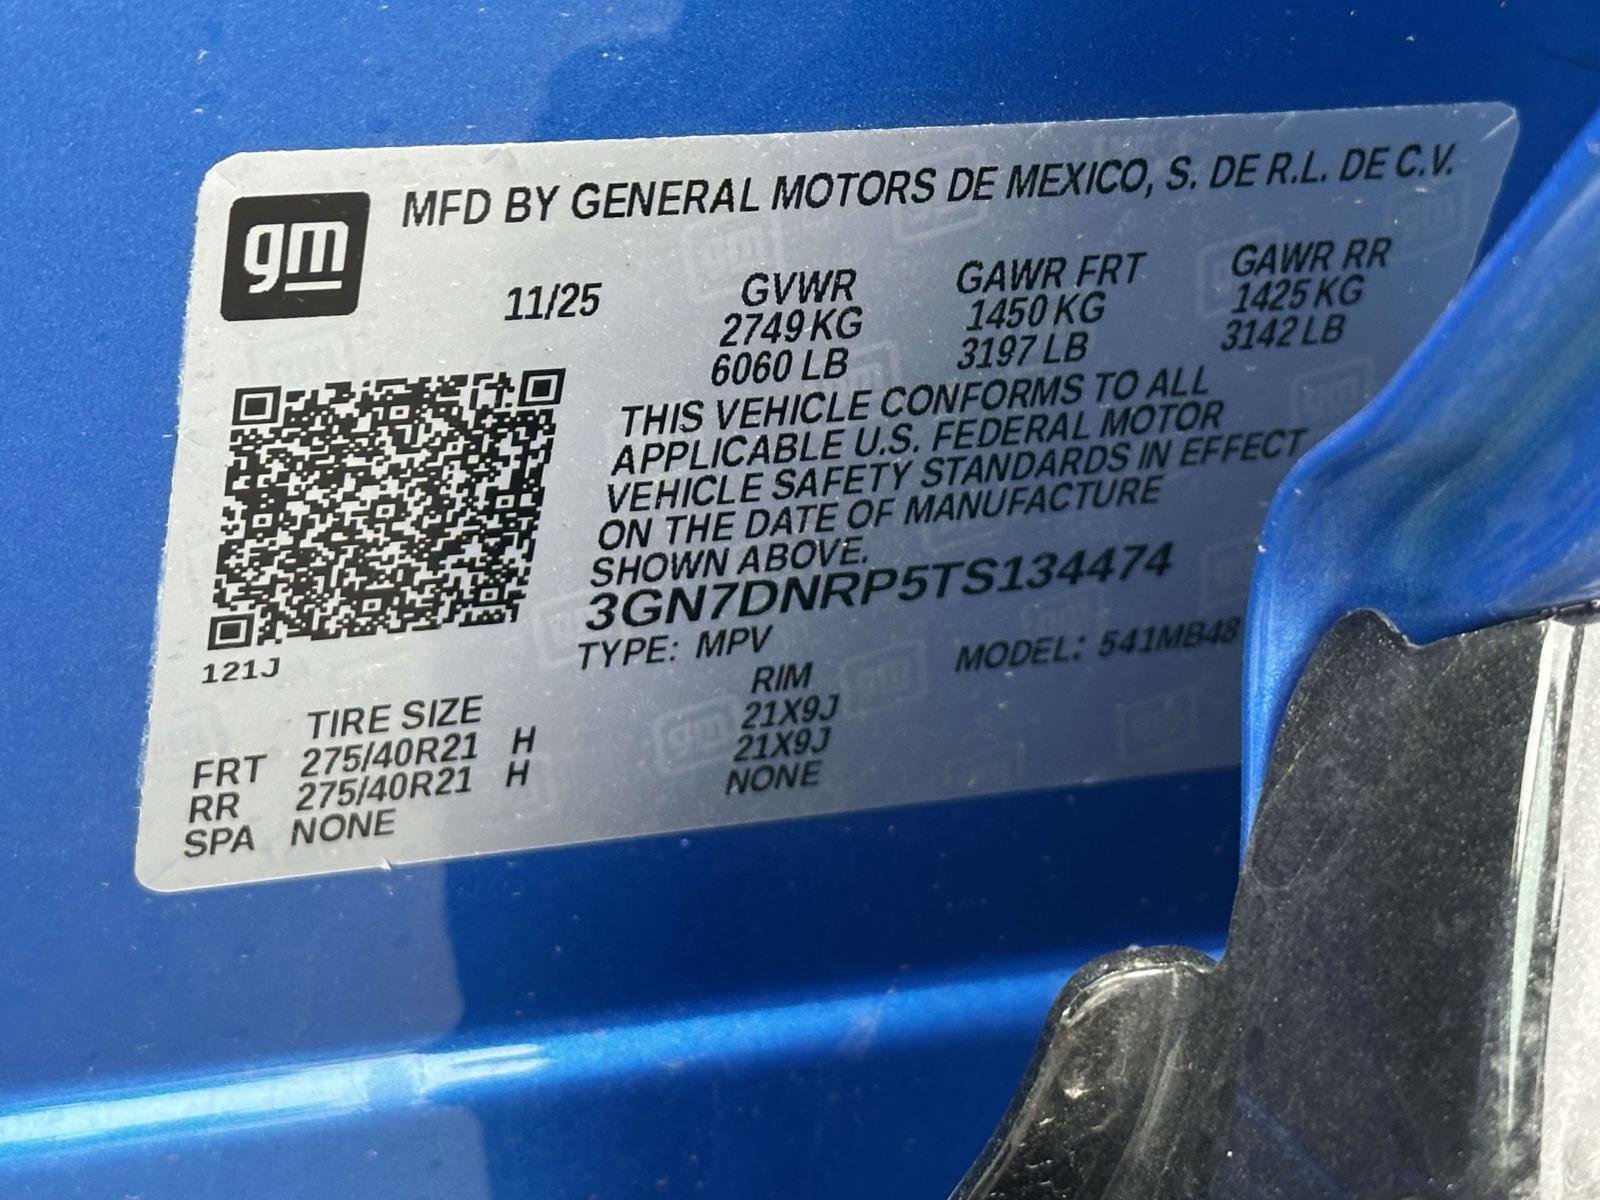 gm
MFD BY GENERAL MOTORS DE MEXICO, S. DE R.L. DE C.V.
11/25 GVWR GAWR FRT GAWR RR
2749 KG 1450 KG 1425 KG
6060 LB 3197 LB 3142 LB
THIS VEHICLE CONFORMS TO ALL
APPLICABLE U.S. FEDERAL MOTOR
VEHICLE SAFETY STANDARDS IN EFFECT
ON THE DATE OF MANUFACTURE
SHOWN ABOVE.
3GN7DNRP5TS134474
TYPE: MPV MODEL: 541MB48
121J
TIRE SIZE RIM
FRT 275/40R21 H 21X9J
RR 275/40R21 H 21X9J
SPA NONE NONE